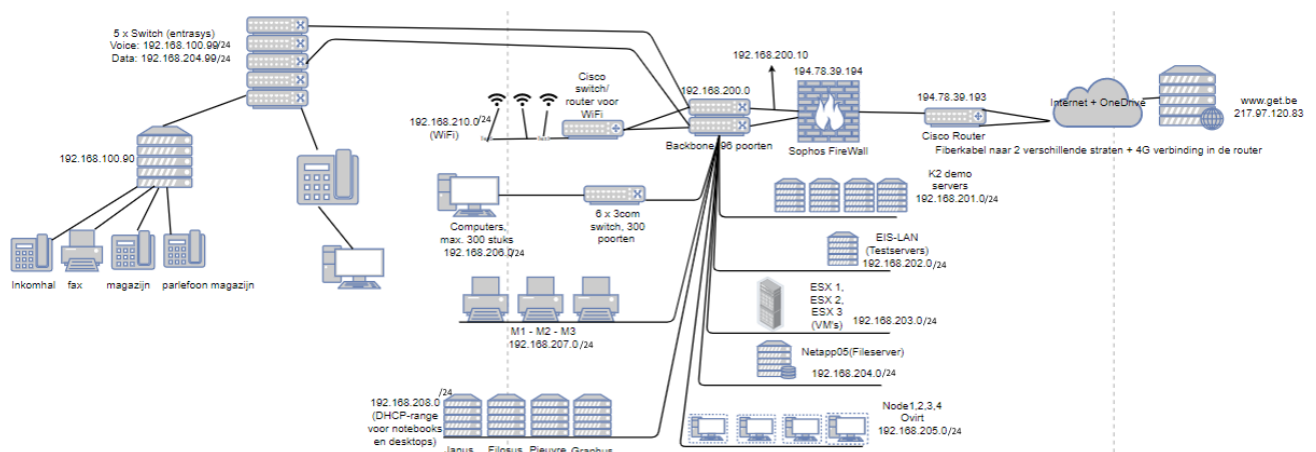 5 x Switch (entrasys)
Voice: 192.168.100.99/24
Data: 192.168.204.99/24
192.168.100.90
Inkomhal
fax
magazijn
parlefoon magazijn
192.168.210.0/24
(WiFi)
Cisco
switch/
router voor
WiFi
192.168.200.0
Backbone, 96 poorten
192.168.200.10
194.78.39.194
Sophos FireWall
194.78.39.193
Cisco Router
Internet + OneDrive
www.get.be
217.97.120.83
Fiberkabel naar 2 verschillende straten + 4G verbinding in de router
Computers,
max. 300 stuks
192.168.206.0/24
6 x 3com
switch, 300
poorten
M1 - M2 - M3
192.168.207.0/24
192.168.208.0/24
(DHCP-range
voor notebooks
en desktops)
Janus
Filosus
Pieuvre
Graphus
K2 demo
servers
192.168.201.0/24
EIS-LAN
(Testservers)
192.168.202.0/24
ESX 1,
ESX 2,
ESX 3
(VM's)
192.168.203.0/24
Netapp05(Fileserver)
192.168.204.0/24
Node1,2,3,4
Ovirt
192.168.205.0/24